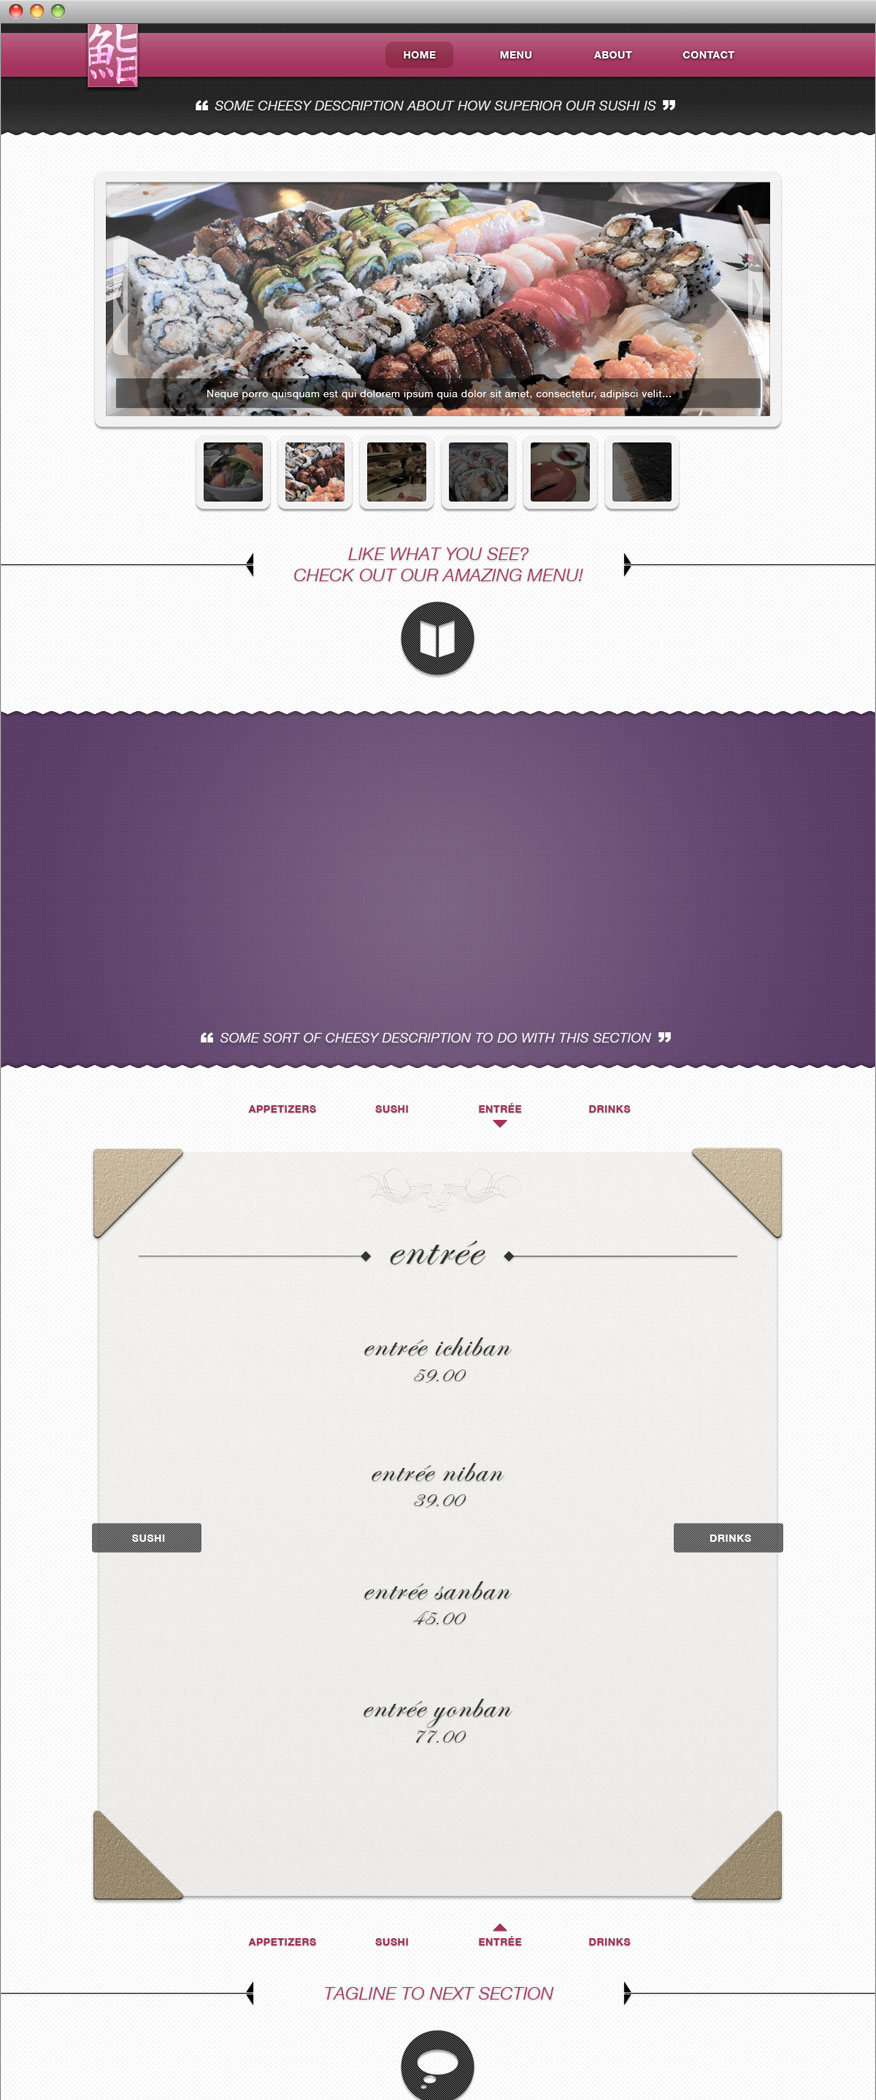 鮨
HOME MENU ABOUT CONTACT
❝ SOME CHEESY DESCRIPTION ABOUT HOW SUPERIOR OUR SUSHI IS ❞
Neque porro quisquam est qui dolorem ipsum quia dolor sit amet, consectetur, adipisci velit...
LIKE WHAT YOU SEE?
CHECK OUT OUR AMAZING MENU!
❝ SOME SORT OF CHEESY DESCRIPTION TO DO WITH THIS SECTION ❞
APPETIZERS SUSHI ENTRÉE DRINKS
entrée
entrée ichiban
59.00
entrée niban
39.00
SUSHI DRINKS
entrée sanban
45.00
entrée yonban
77.00
APPETIZERS SUSHI ENTRÉE DRINKS
TAGLINE TO NEXT SECTION